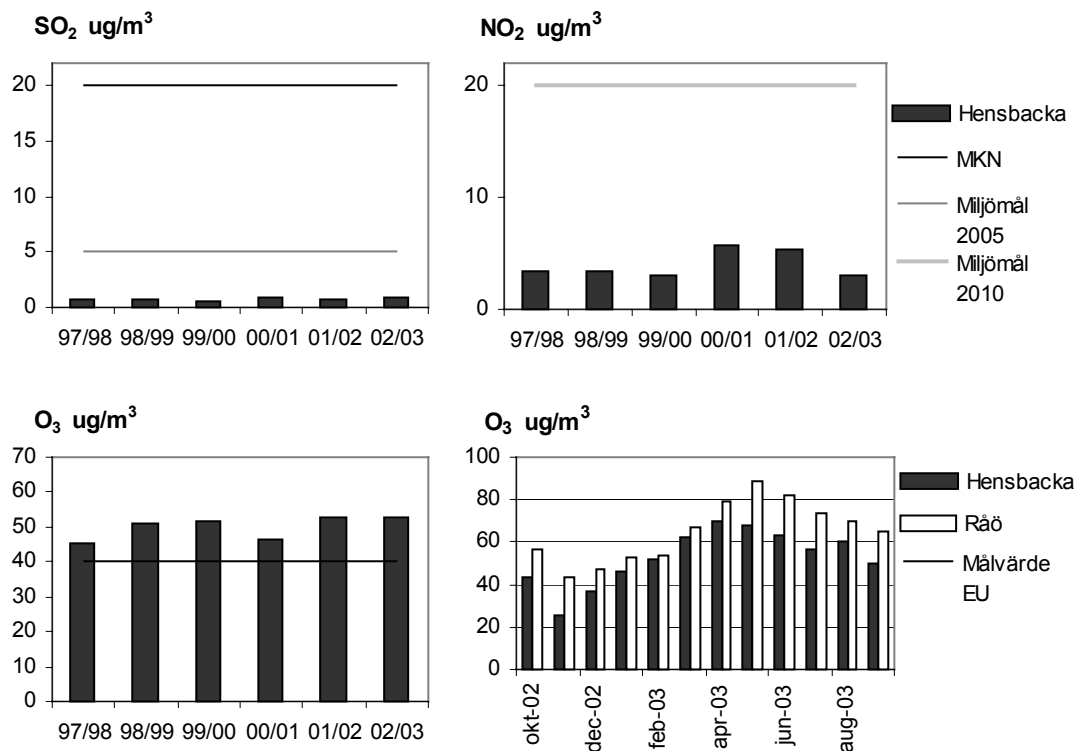 SO₂ ug/m³
20
15
10
5
0
97/98 98/99 99/00 00/01 01/02 02/03
NO₂ ug/m³
20
10
0
97/98 98/99 99/00 00/01 01/02 02/03
Hensbacka
MKN
Miljömål
2005
Miljömål
2010
O₃ ug/m³
70
60
50
40
30
20
10
0
97/98 98/99 99/00 00/01 01/02 02/03
O₃ ug/m³
100
80
60
40
20
0
okt-02
dec-02
feb-03
apr-03
jun-03
aug-03
Hensbacka
Råö
Målvärde
EU